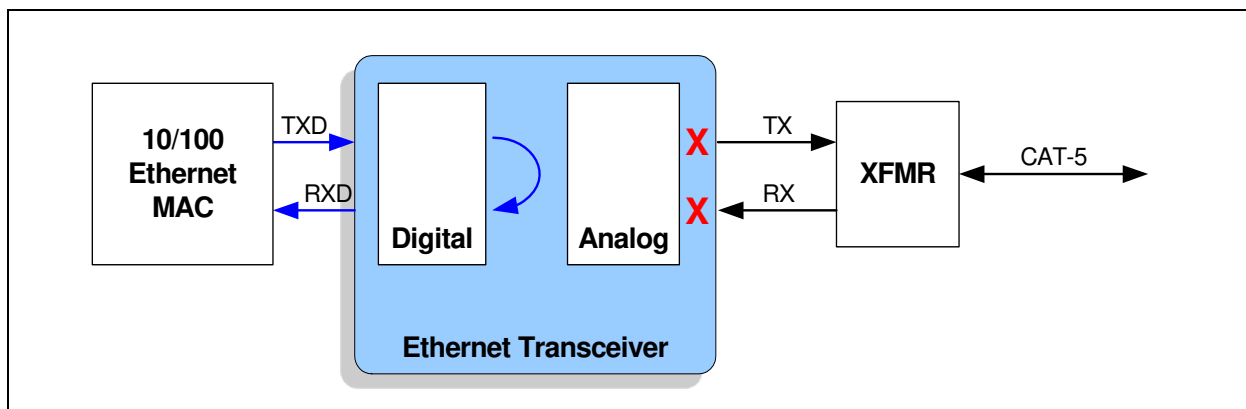 10/100
Ethernet
MAC
TXD
RXD
Digital
Analog
X
X
TX
RX
XFMR
CAT-5
Ethernet Transceiver